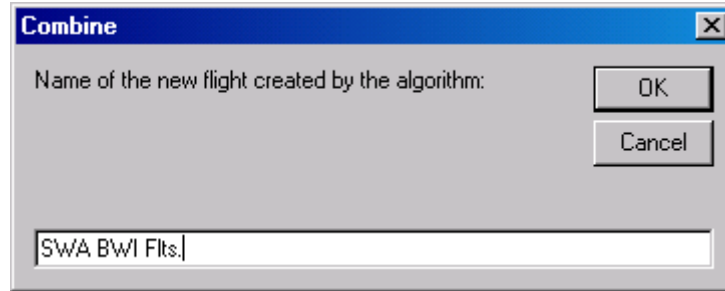 Combine
Name of the new flight created by the algorithm:
OK
Cancel
SWA BWI Flts.